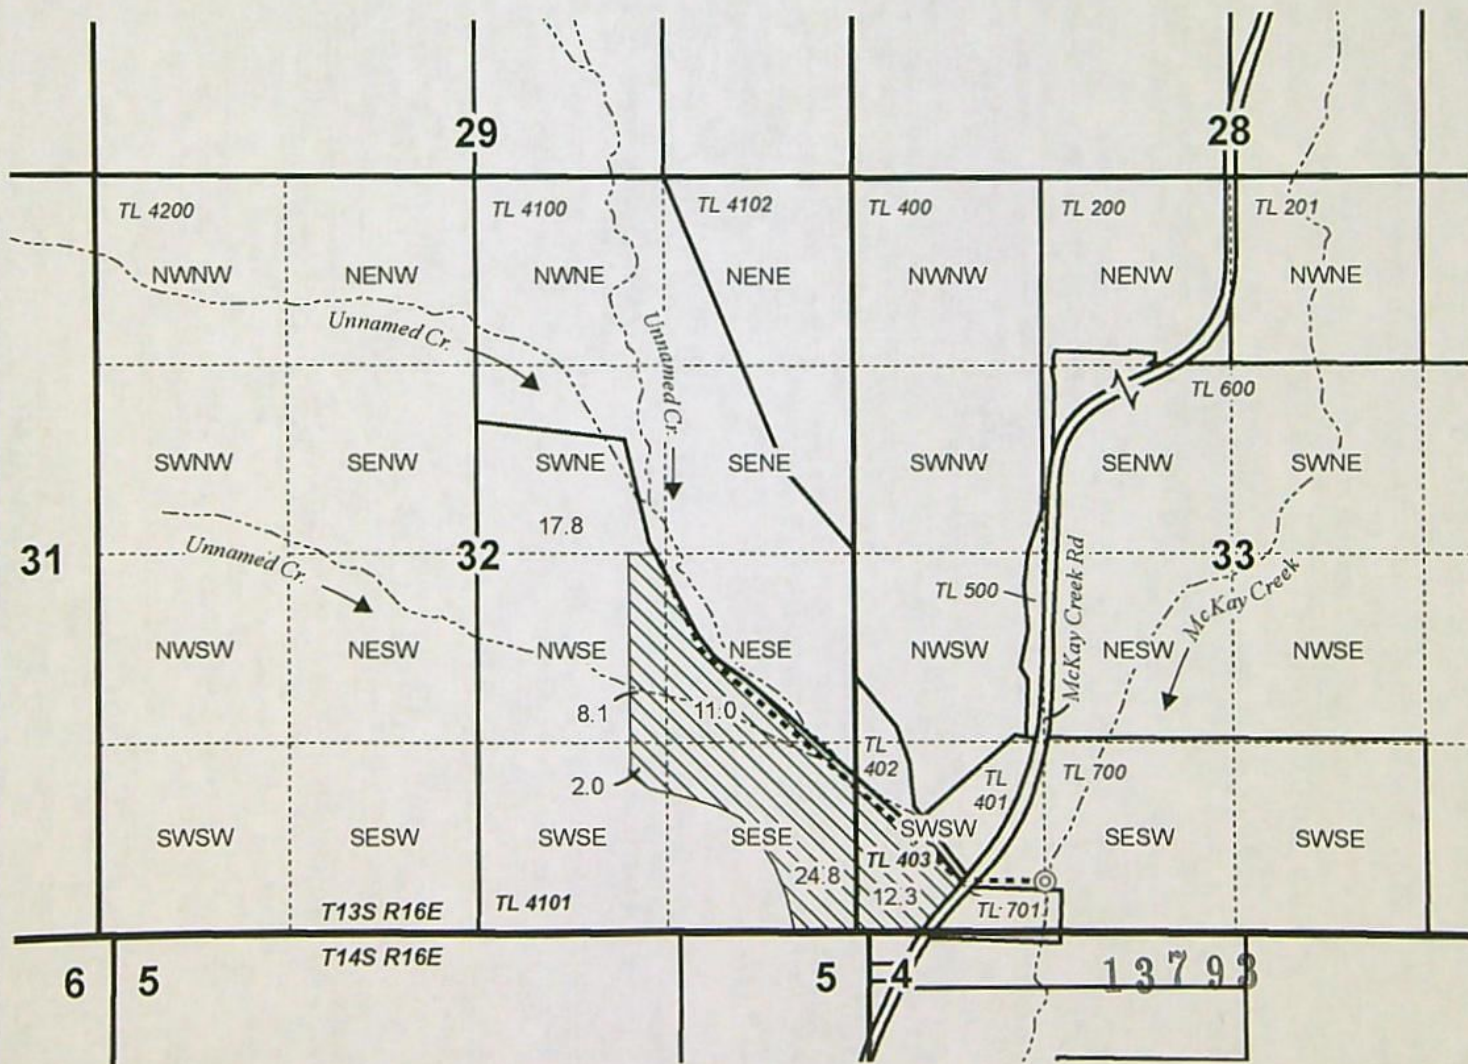 29
28
TL 4200
TL 4100
TL 4102
TL 400
TL 200
TL 201
NWNW
NENW
NWNE
NENE
NWNW
NENW
NWNE
Unnamed Cr.
Unnamed Cr.
TL 600
SWNW
SENW
SWNE
SENE
SWNW
SENW
SWNE
17.8
31
Unnamed Cr.
32
33
TL 500
McKay Creek Rd
McKay Creek
NWSW
NESW
NWSE
NESE
NWSW
NESW
NWSE
8.1
11.0
2.0
TL
402
TL
401
TL 700
SWSW
SESW
SWSE
SESE
SWSW
SESW
SWSE
TL 403
24.8
12.3
TL 4101
TL 701
T13S R16E
T14S R16E
6
5
5
4
13793